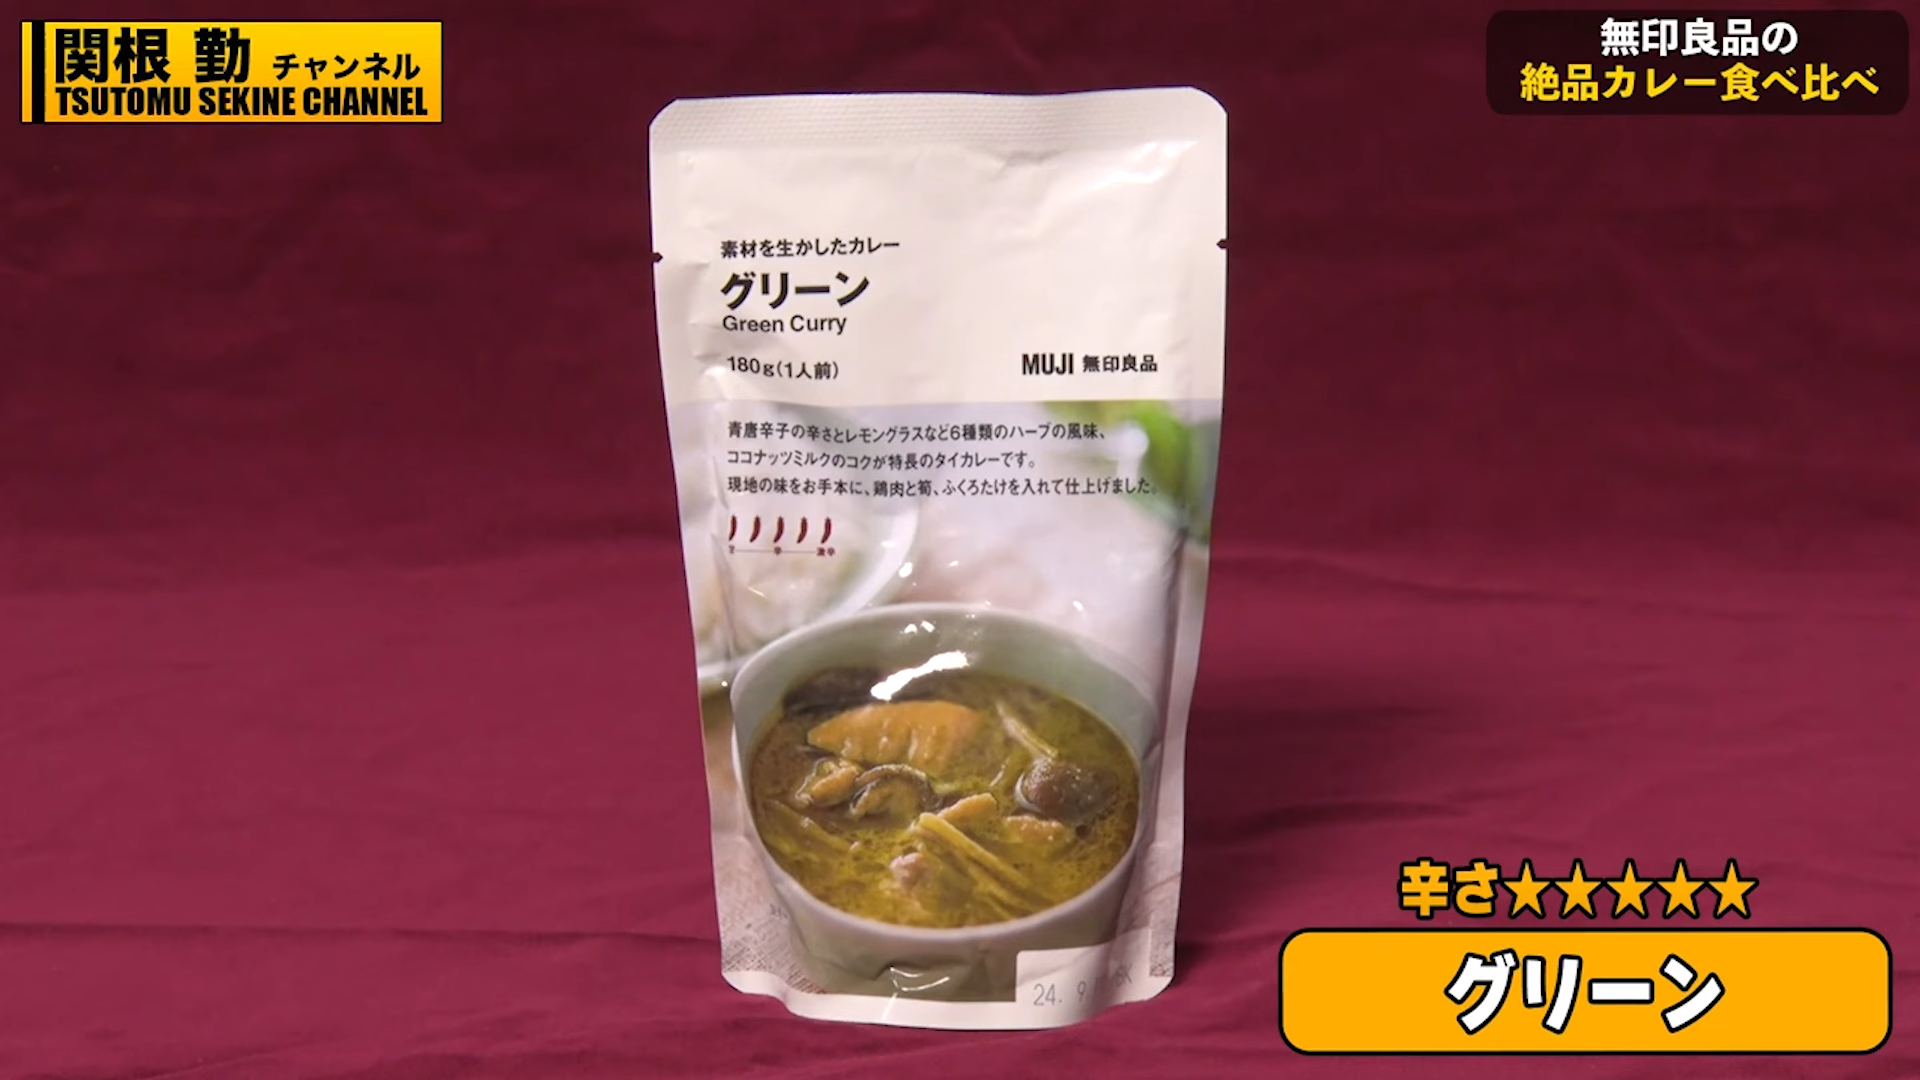 関根 勤 チャンネル
TSUTOMU SEKINE CHANNEL
無印良品の
絶品カレー食べ比べ
素材を生かしたカレー
グリーン
Green Curry
180g(1人前)
MUJI 無印良品
青唐辛子の辛さとレモングラスなど6種類のハーブの風味、
ココナッツミルクのコクが特長のタイカレーです。
現地の味をお手本に、鶏肉と筍、ふくろたけを入れて仕上げました。
辛 激辛
24. 9
辛さ★★★★★
グリーン